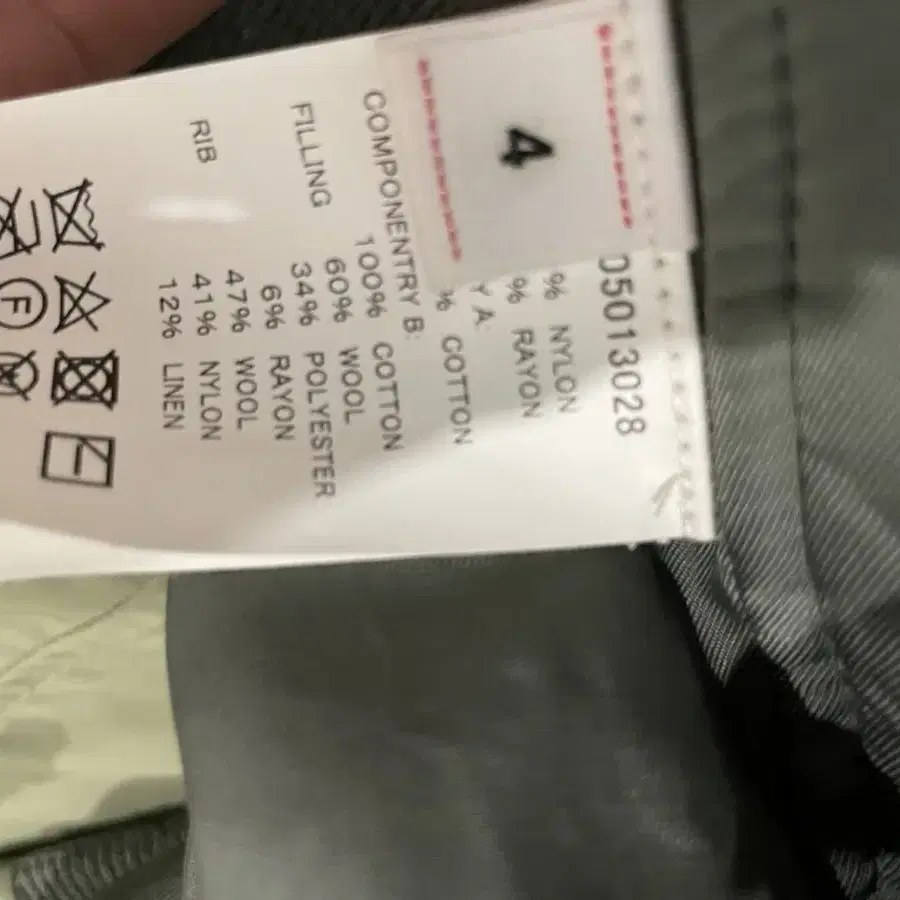 4
05013028
% NYLON
% RAYON
Y A:
% COTTON
COMPONENTRY B:
100% COTTON
FILLING 60% WOOL
34% POLYESTER
6% RAYON
RIB 47% WOOL
41% NYLON
12% LINEN
F